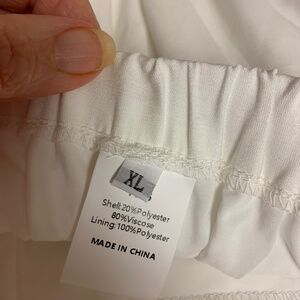 XL
Shell:20%Polyester
80%Viscose
Lining:100%Polyester
MADE IN CHINA